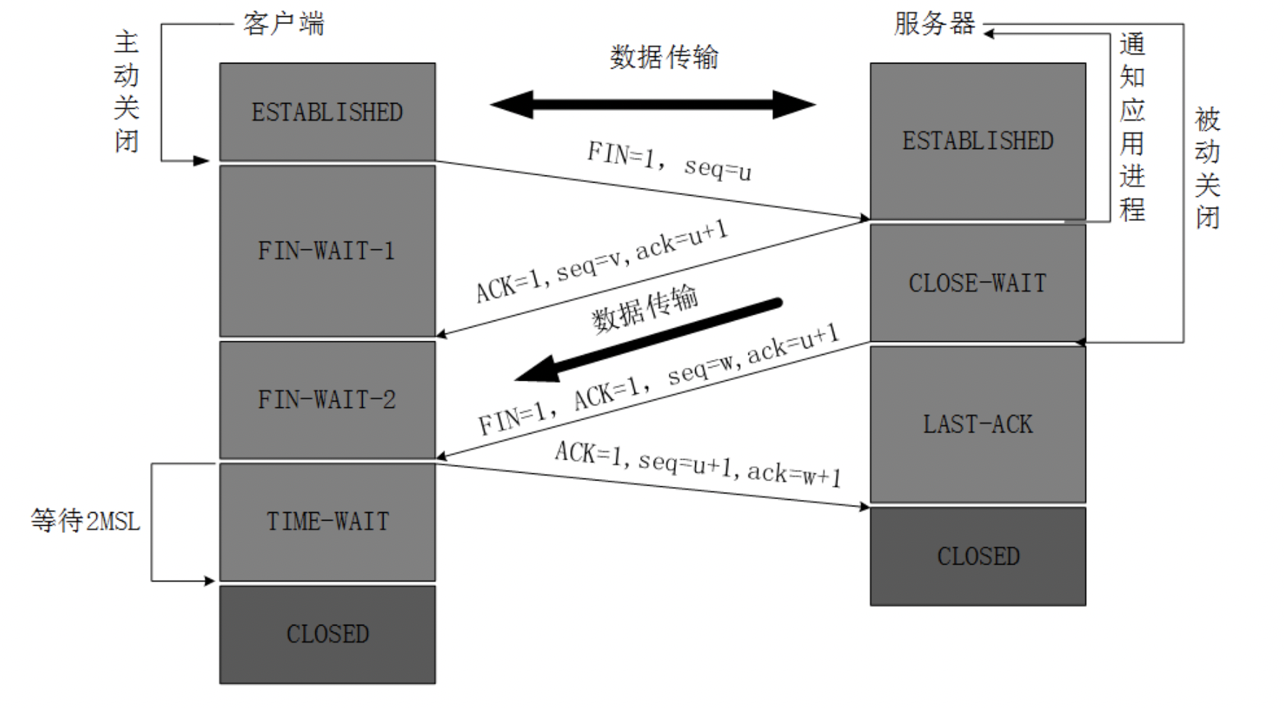 客户端
服务器
主动关闭
数据传输
通知应用进程
被动关闭
ESTABLISHED
ESTABLISHED
FIN=1, seq=u
FIN-WAIT-1
ACK=1,seq=v,ack=u+1
CLOSE-WAIT
数据传输
FIN-WAIT-2
FIN=1, ACK=1, seq=w,ack=u+1
LAST-ACK
ACK=1,seq=u+1,ack=w+1
等待2MSL
TIME-WAIT
CLOSED
CLOSED